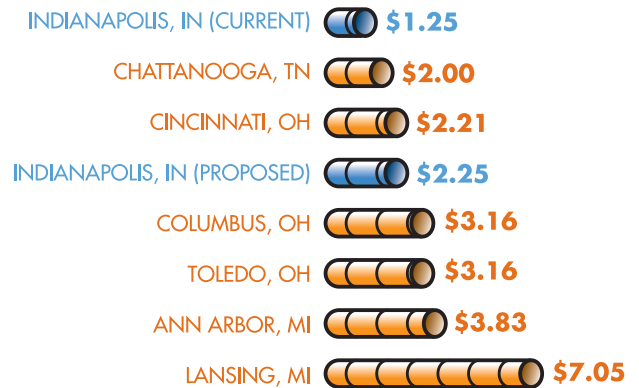 INDIANAPOLIS, IN (CURRENT) $1.25
CHATTANOOGA, TN $2.00
CINCINNATI, OH $2.21
INDIANAPOLIS, IN (PROPOSED) $2.25
COLUMBUS, OH $3.16
TOLEDO, OH $3.16
ANN ARBOR, MI $3.83
LANSING, MI $7.05